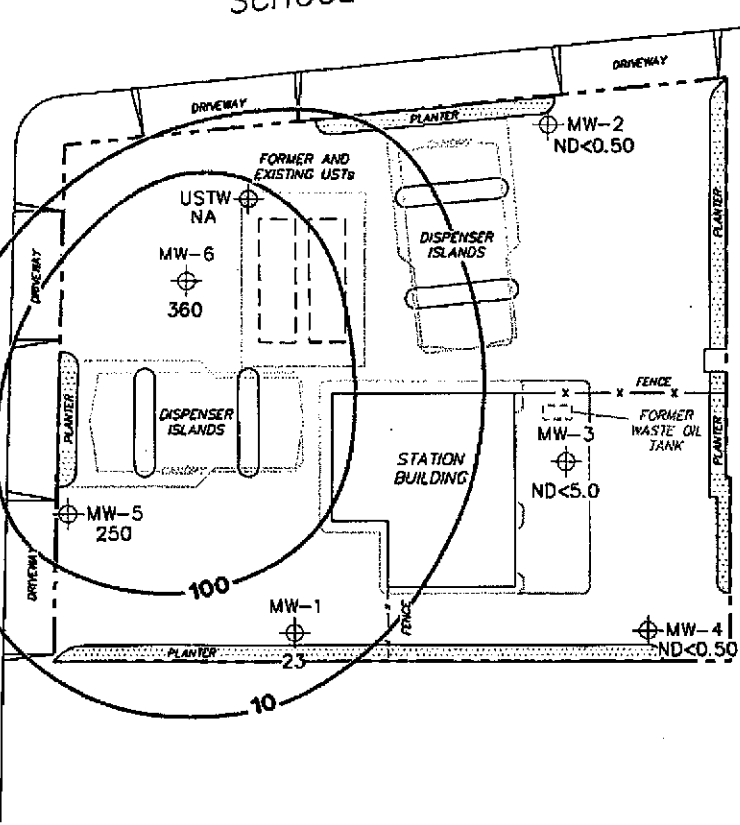 SCHOOL
DRIVEWAY
DRIVEWAY
PLANTER
MW-2
ND<0.50
FORMER AND
EXISTING USTs
USTW
NA
PLANTER
DISPENSER
ISLANDS
MW-6
360
DRIVEWAY
FENCE
x x x
FORMER
WASTE OIL
TANK
PLANTER
PLANTER
DISPENSER
ISLANDS
MW-3
ND<5.0
STATION
BUILDING
MW-5
250
DRIVEWAY
100
MW-1
23
FENCE
MW-4
ND<0.50
PLANTER
10